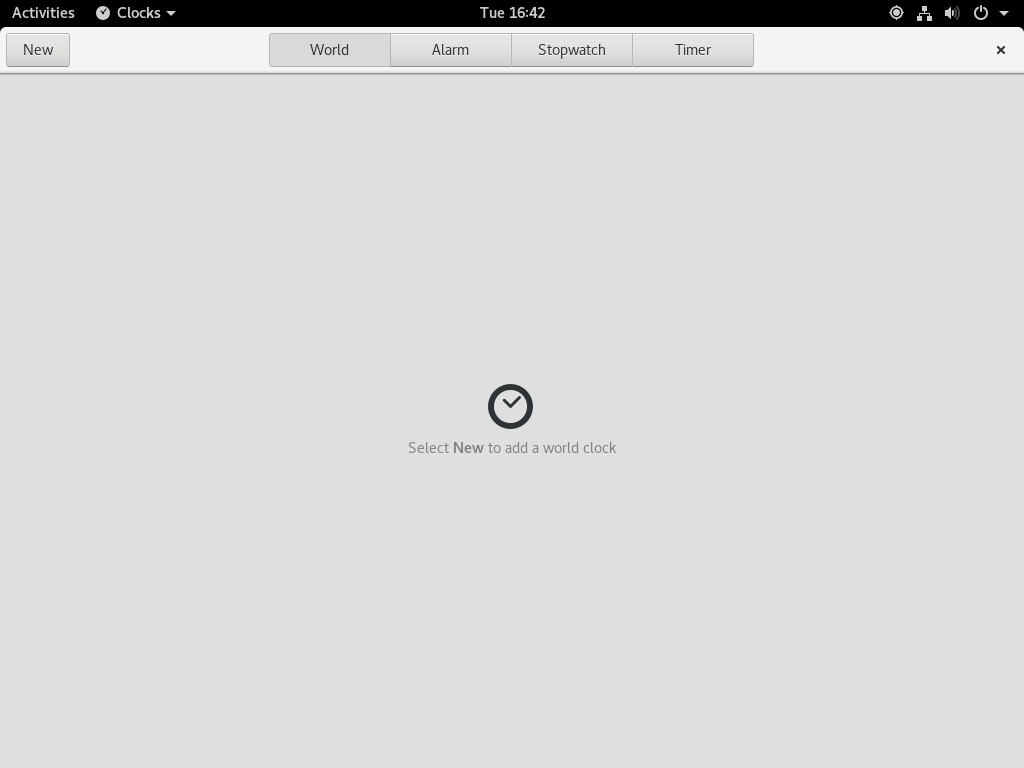 Activities Clocks Tue 16:42
New World Alarm Stopwatch Timer
Select New to add a world clock